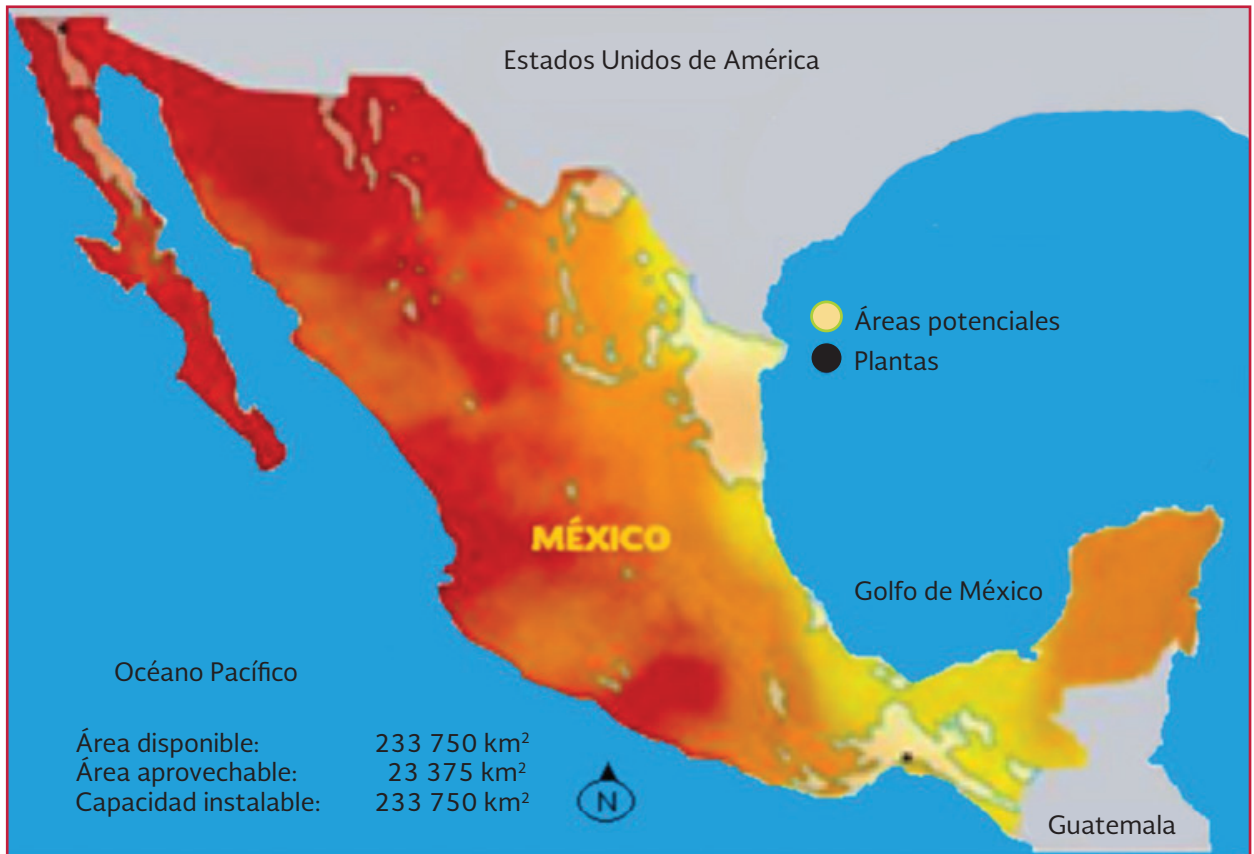 Estados Unidos de América
Áreas potenciales
Plantas
MÉXICO
Golfo de México
Océano Pacífico
Área disponible: 233 750 km²
Área aprovechable: 23 375 km²
Capacidad instalable: 233 750 km²
N
Guatemala